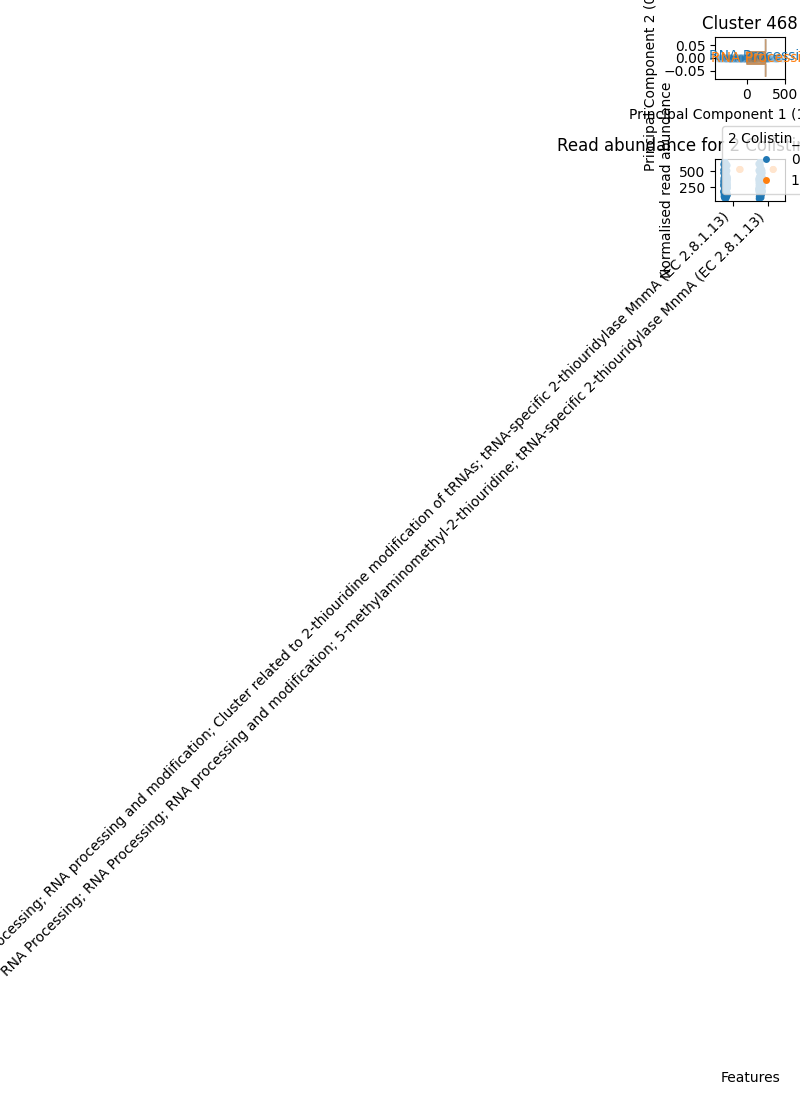 Cluster 468
0.05
0.00
−0.05
RNA Processi
0 500
Principal Component 1 (1
Principal Component 2 (0
Read abundance for 2 Colistin
2 Colistin
0
1
500
250
Normalised read abundance
ocessing; RNA processing and modification; Cluster related to 2-thiouridine modification of tRNAs; tRNA-specific 2-thiouridylase MnmA (EC 2.8.1.13)
RNA Processing; RNA Processing; RNA processing and modification; 5-methylaminomethyl-2-thiouridine; tRNA-specific 2-thiouridylase MnmA (EC 2.8.1.13)
Features